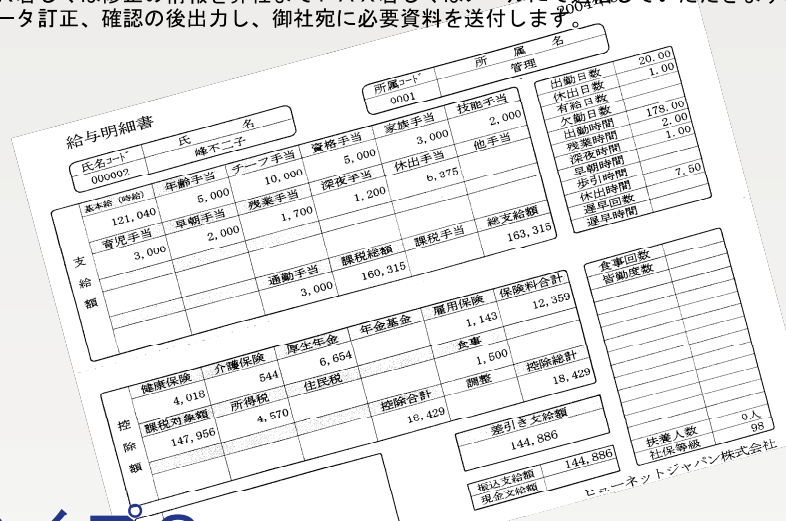 ータ訂正、確認の後出力し、御社宛に必要資料を送付します。
給与明細書
氏名コード 氏 名
000002 峰不二子
所属コード 所 属 名
0001 管理
支給額
基本給（時給） 年齢手当 チーフ手当 資格手当 家族手当 技能手当
121,040 5,000 10,000 5,000 3,000 2,000
育児手当 早朝手当 残業手当 深夜手当 休出手当 他手当
3,000 2,000 1,700 1,200 6,375
通勤手当 課税総額 課税手当 総支給額
3,000 160,315 163,315
控除額
健康保険 介護保険 厚生年金 年金基金 雇用保険 保険料合計
4,018 544 6,654 1,143 12,359
課税対象額 所得税 住民税 食事
147,956 4,570 1,500
控除合計 調整 控除総計
18,429 18,429
差引き支給額
144,886
振込支給額 144,886
現金支給額
出勤日数 20.00
休出日数 1.00
有給日数
欠勤日数
出勤時間 178.00
残業時間 2.00
深夜時間 1.00
早朝時間
歩引時間
休出時間 7.50
遅早回数
遅早時間
食事回数
皆勤度数
扶養人数 0人
社保等級 98
ヒューネットジャパン株式会社